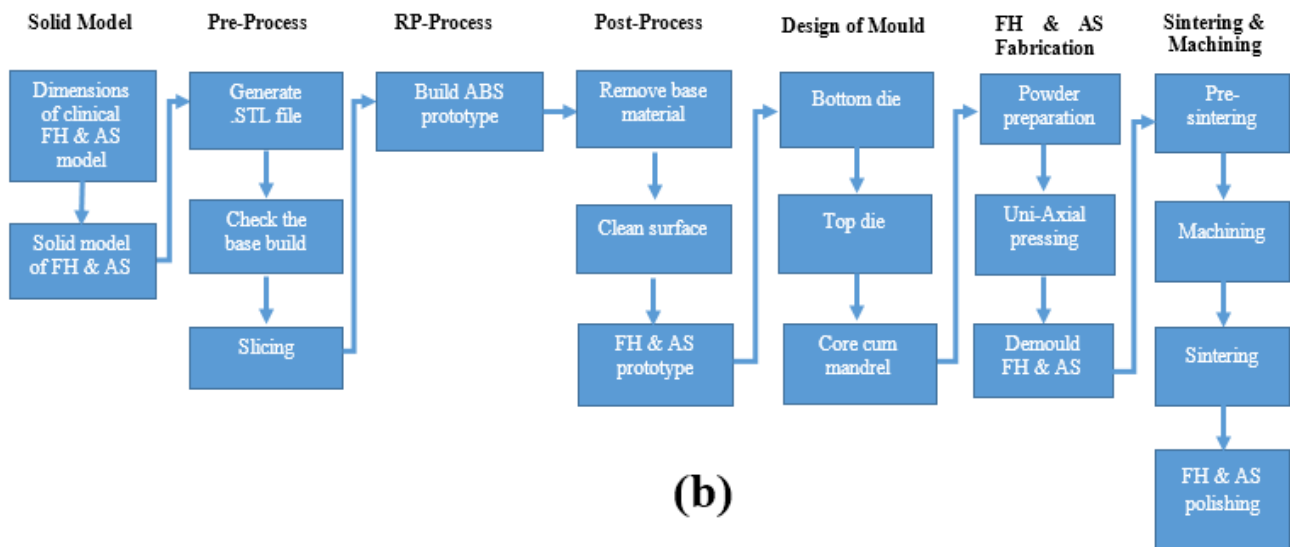 Solid Model
Dimensions
of clinical
FH & AS
model
Solid model
of FH & AS
Pre-Process
Generate
.STL file
Check the
base build
Slicing
RP-Process
Build ABS
prototype
Post-Process
Remove base
material
Clean surface
FH & AS
prototype
Design of Mould
Bottom die
Top die
Core cum
mandrel
FH & AS
Fabrication
Powder
preparation
Uni-Axial
pressing
Demould
FH & AS
Sintering &
Machining
Pre-
sintering
Machining
Sintering
FH & AS
polishing
(b)